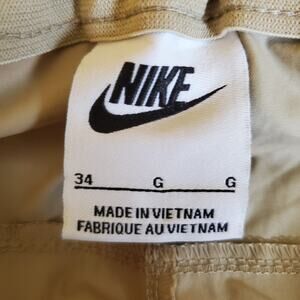 NIKE
34 G G
MADE IN VIETNAM
FABRIQUE AU VIETNAM